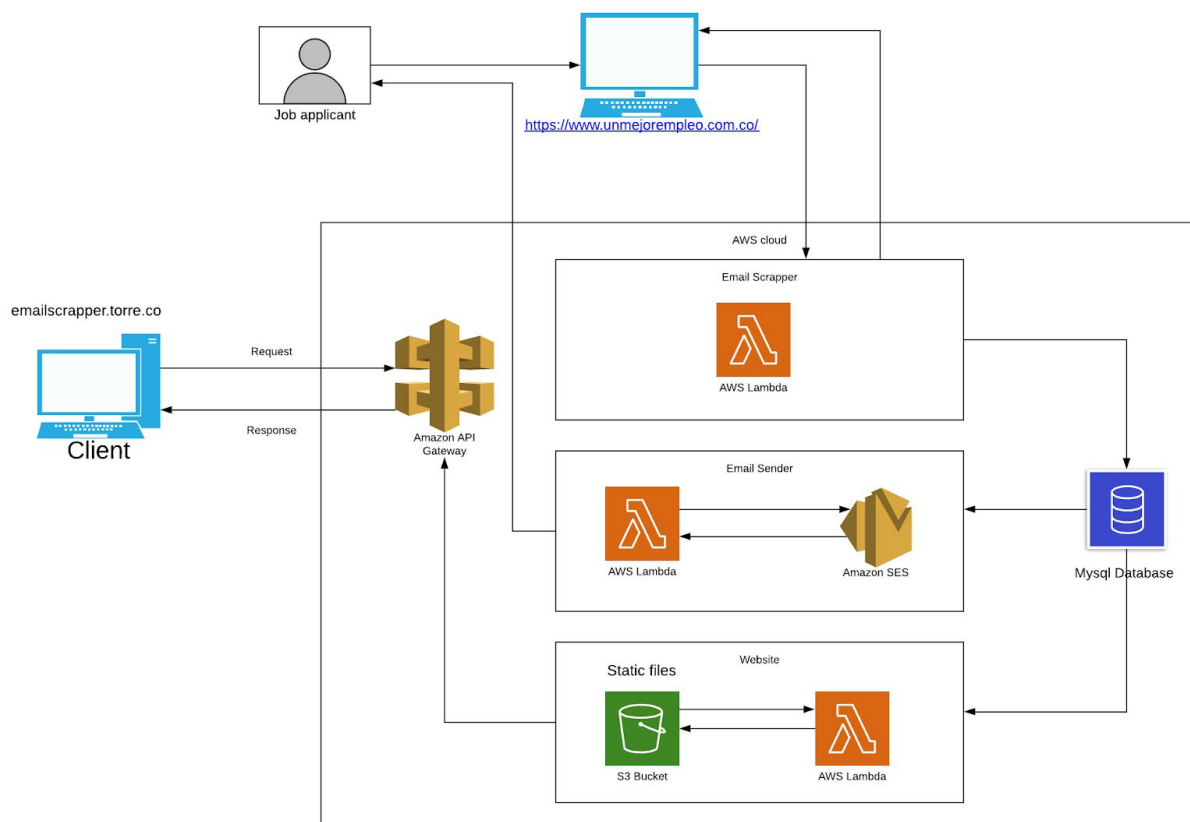 Job applicant
https://www.unmejorempleo.com.co/
AWS cloud
Email Scrapper
AWS Lambda
emailscrapper.torre.co
Request
Response
Client
Amazon API
Gateway
Email Sender
AWS Lambda
Amazon SES
Mysql Database
Website
Static files
S3 Bucket
AWS Lambda